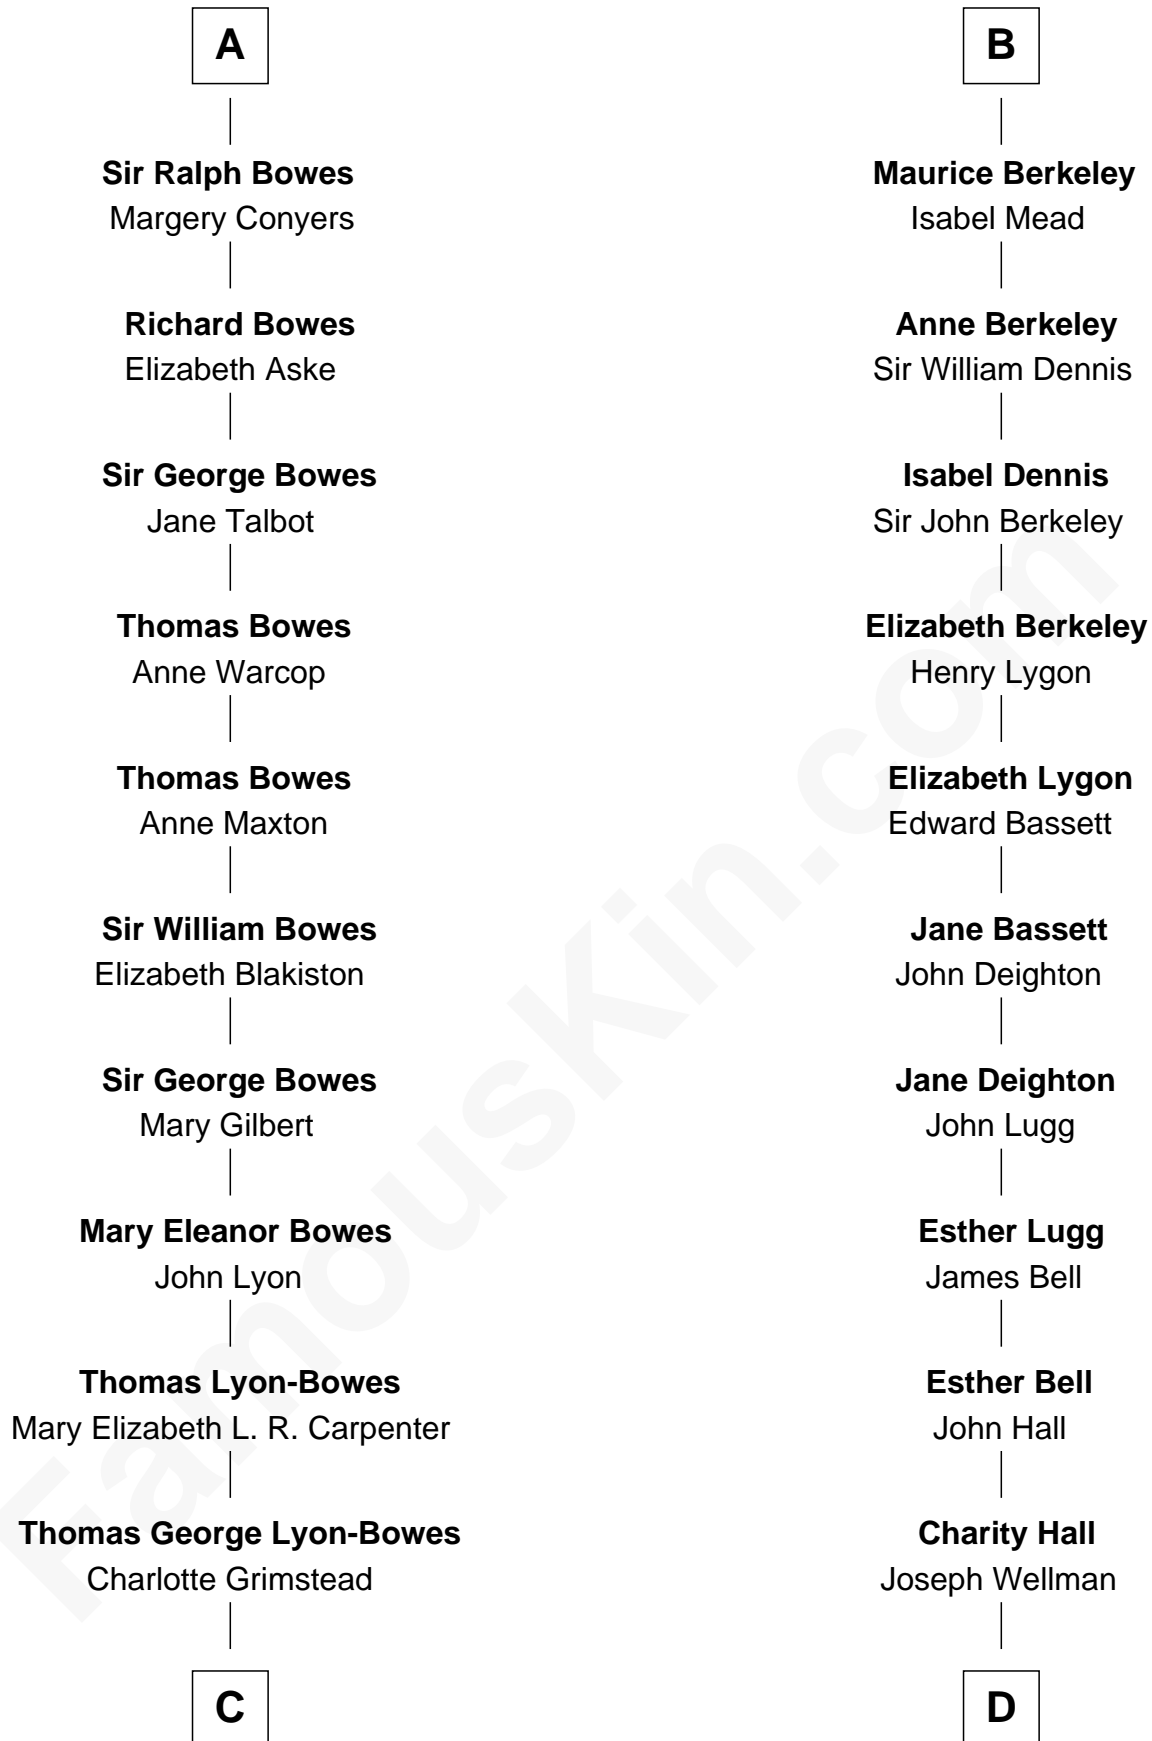 A
Sir Ralph Bowes
Margery Conyers
Richard Bowes
Elizabeth Aske
Sir George Bowes
Jane Talbot
Thomas Bowes
Anne Warcop
Thomas Bowes
Anne Maxton
Sir William Bowes
Elizabeth Blakiston
Sir George Bowes
Mary Gilbert
Mary Eleanor Bowes
John Lyon
Thomas Lyon-Bowes
Mary Elizabeth L. R. Carpenter
Thomas George Lyon-Bowes
Charlotte Grimstead
C
B
Maurice Berkeley
Isabel Mead
Anne Berkeley
Sir William Dennis
Isabel Dennis
Sir John Berkeley
Elizabeth Berkeley
Henry Lygon
Elizabeth Lygon
Edward Bassett
Jane Bassett
John Deighton
Jane Deighton
John Lugg
Esther Lugg
James Bell
Esther Bell
John Hall
Charity Hall
Joseph Wellman
D
FamousKin.com